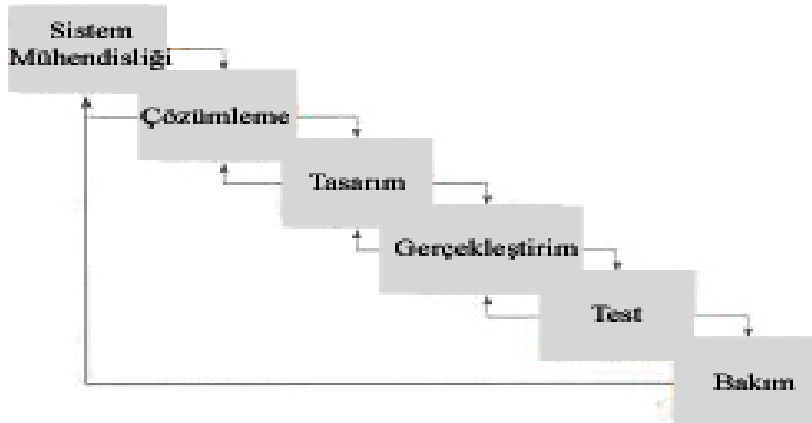 Sistem
Mühendisliği
Çözümleme
Tasarım
Gerçekleştirim
Test
Bakım